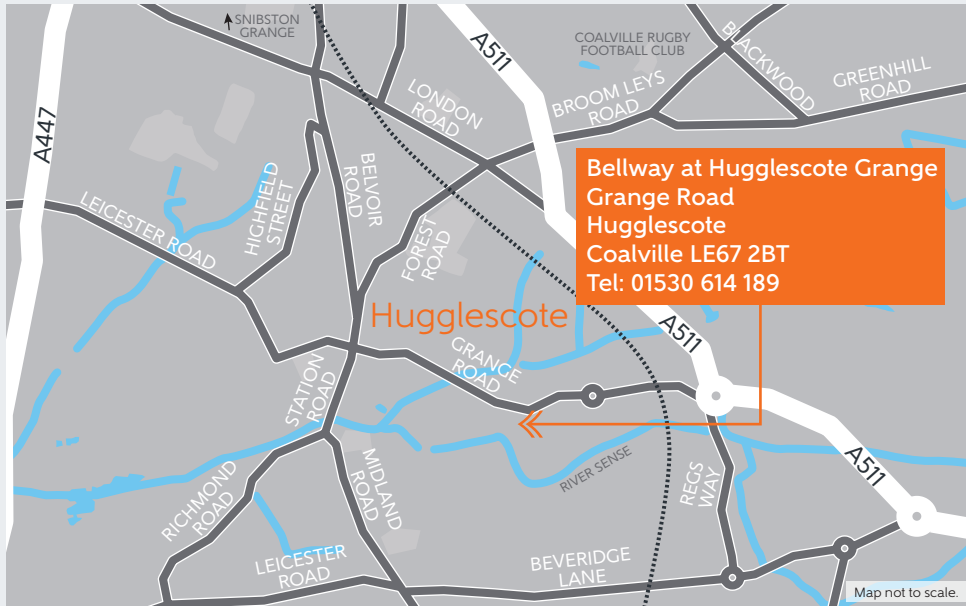 SNIBSTON
GRANGE
A511
COALVILLE RUGBY
FOOTBALL CLUB
BLACKWOOD
GREENHILL
ROAD
BROOM LEYS
ROAD
LONDON
ROAD
A447
BELVOIR
ROAD
HIGHFIELD
STREET
LEICESTER ROAD
FOREST
ROAD
Bellway at Hugglescote Grange
Grange Road
Hugglescote
Coalville LE67 2BT
Tel: 01530 614 189
Hugglescote
A511
GRANGE
ROAD
STATION
ROAD
RIVER SENSE
A511
REGS
WAY
MIDLAND
ROAD
RICHMOND
ROAD
LEICESTER
ROAD
BEVERIDGE
LANE
Map not to scale.